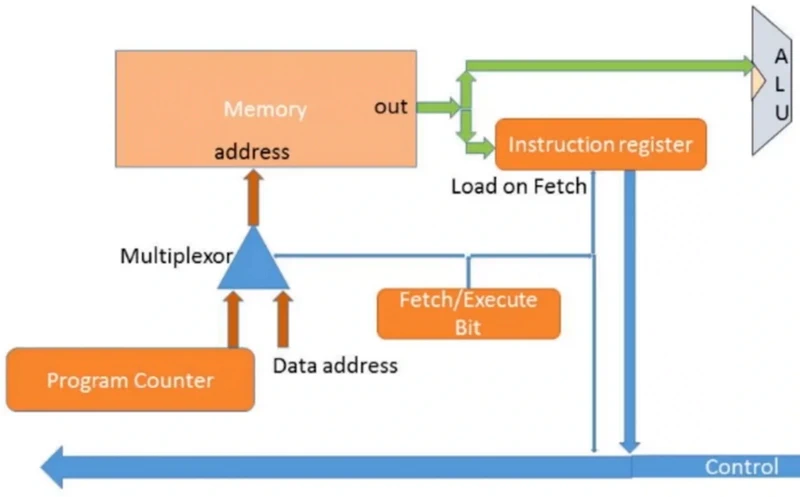 A
L
U
Memory
out
address
Instruction register
Load on Fetch
Multiplexor
Fetch/Execute
Bit
Data address
Program Counter
Control